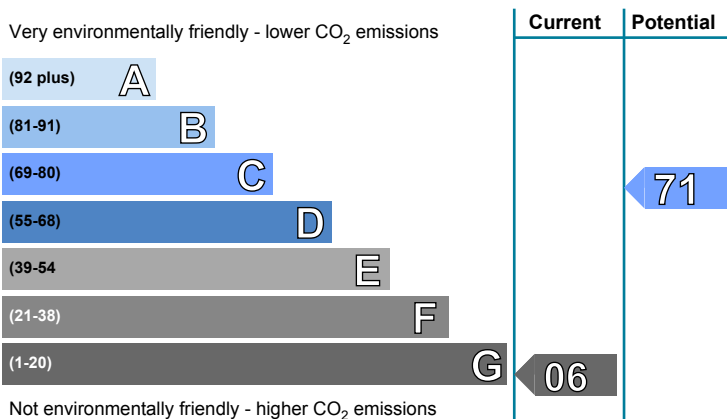 Current Potential
Very environmentally friendly - lower CO2 emissions
(92 plus) A
(81-91) B
(69-80) C
71
(55-68) D
(39-54 E
(21-38) F
(1-20) G
06
Not environmentally friendly - higher CO2 emissions